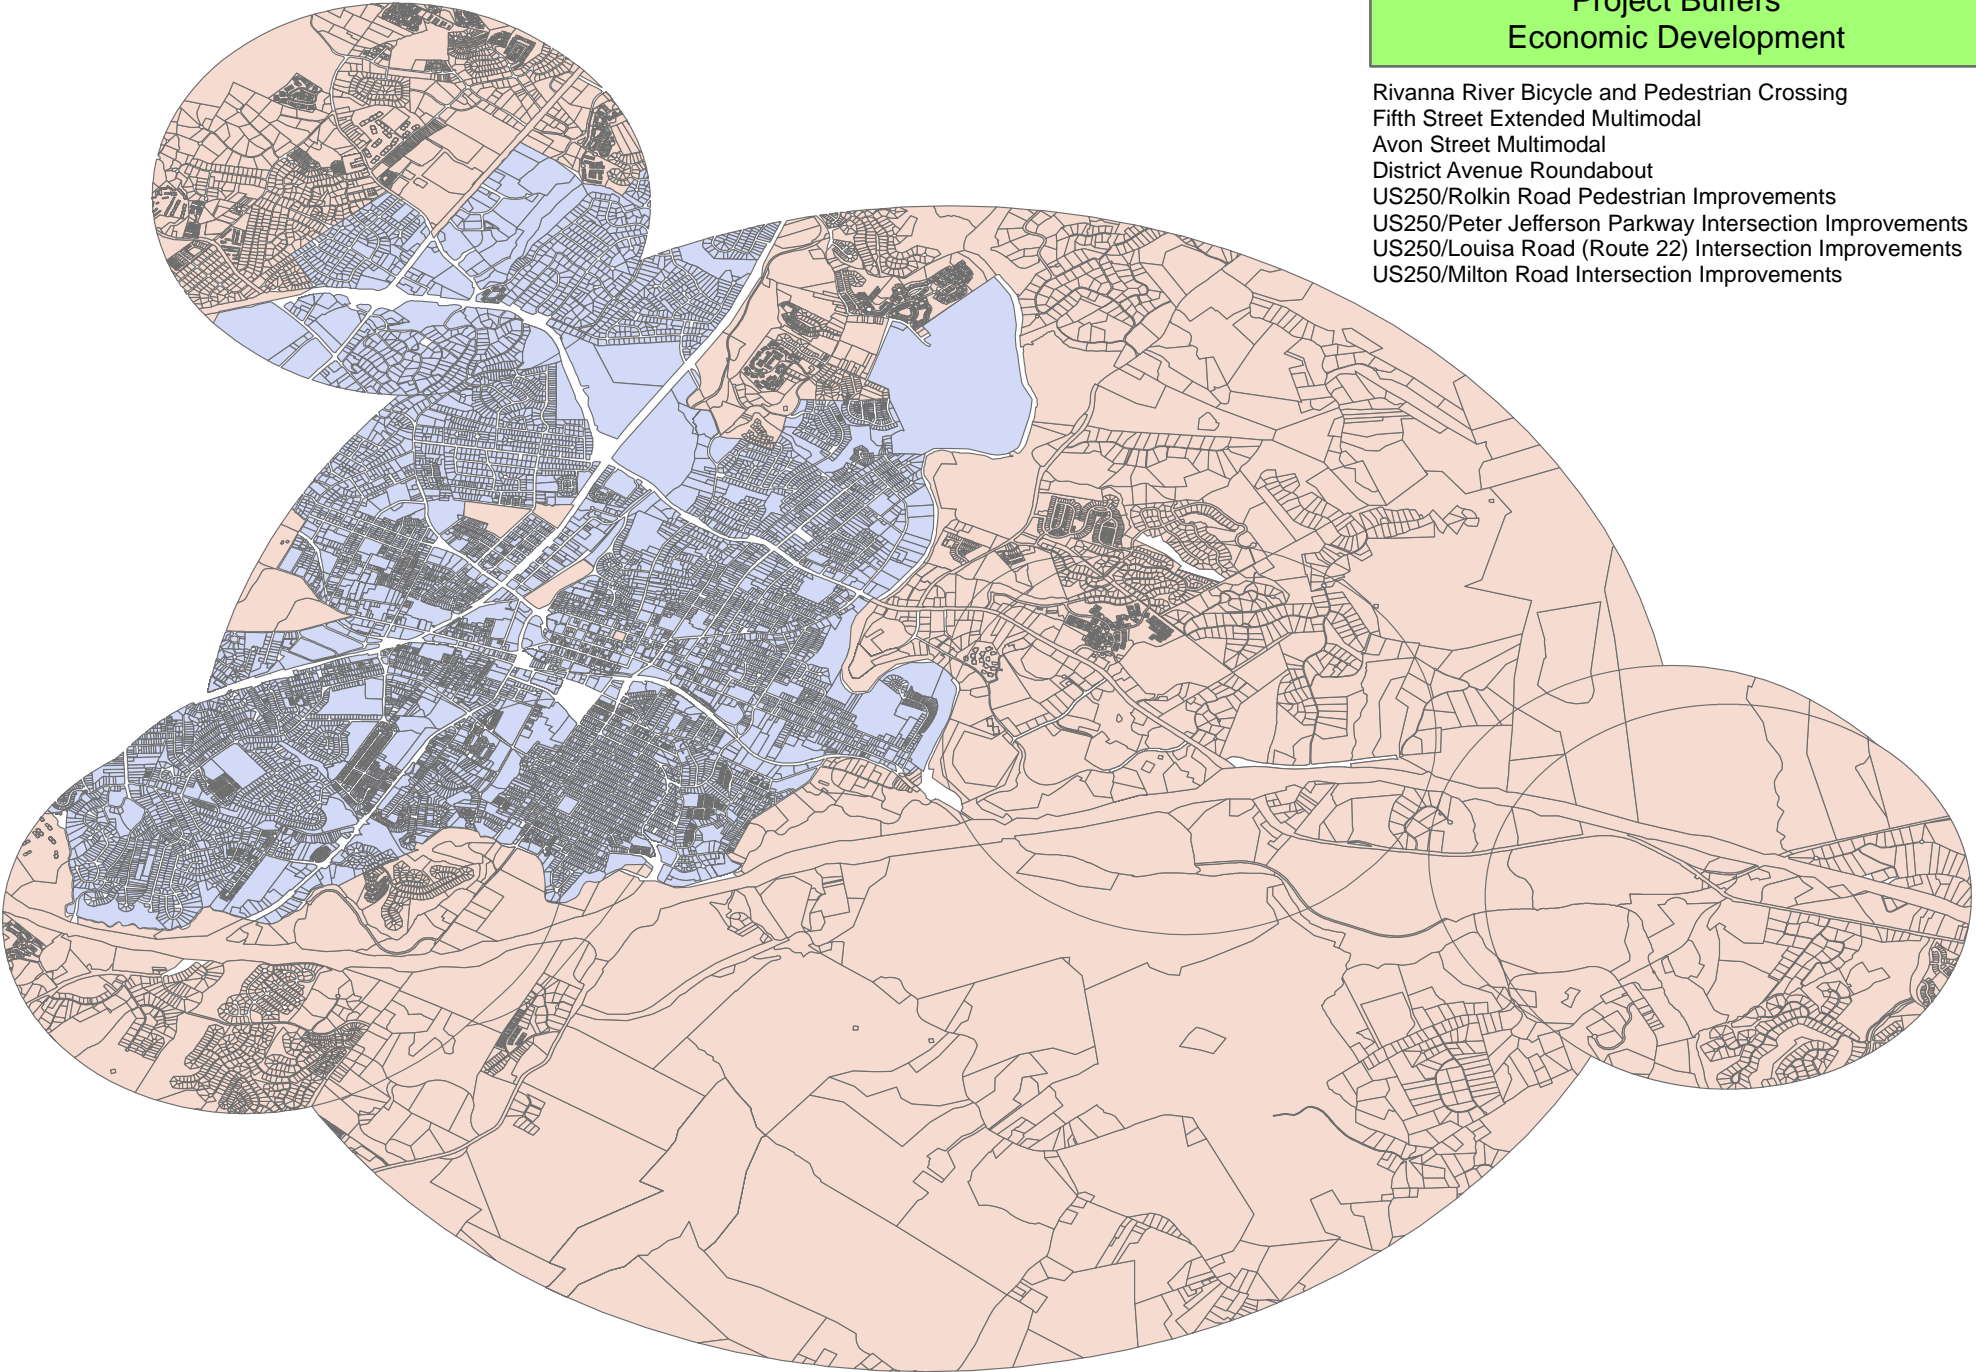 Project Buffers
Economic Development
Rivanna River Bicycle and Pedestrian Crossing
Fifth Street Extended Multimodal
Avon Street Multimodal
District Avenue Roundabout
US250/Rolkin Road Pedestrian Improvements
US250/Peter Jefferson Parkway Intersection Improvements
US250/Louisa Road (Route 22) Intersection Improvements
US250/Milton Road Intersection Improvements